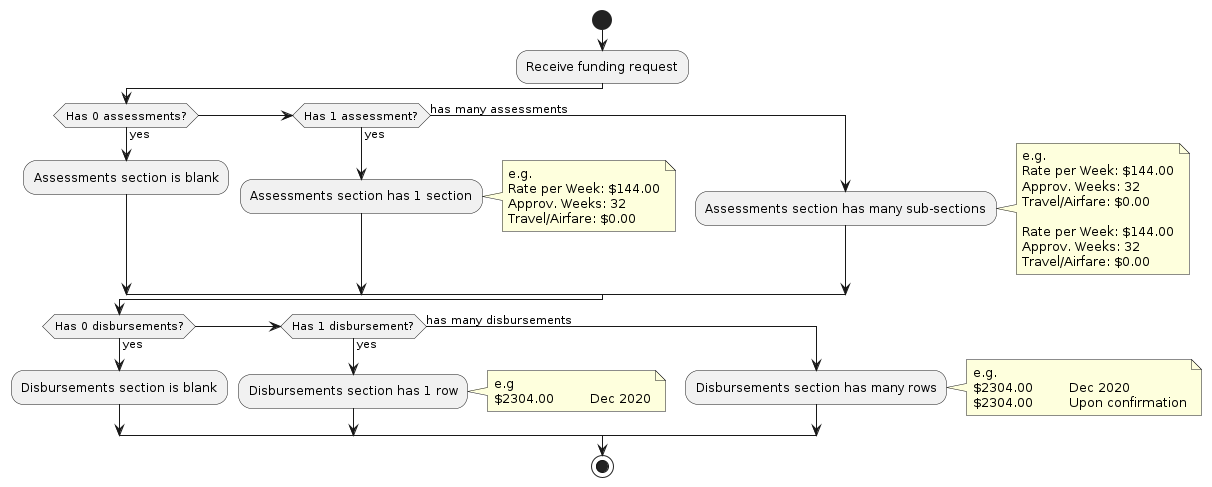 Receive funding request
Has 0 assessments?
yes
Has 1 assessment?
yes
has many assessments
Assessments section is blank
Assessments section has 1 section
e.g.
Rate per Week: $144.00
Approv. Weeks: 32
Travel/Airfare: $0.00
Assessments section has many sub-sections
e.g.
Rate per Week: $144.00
Approv. Weeks: 32
Travel/Airfare: $0.00
Rate per Week: $144.00
Approv. Weeks: 32
Travel/Airfare: $0.00
Has 0 disbursements?
yes
Has 1 disbursement?
yes
has many disbursements
Disbursements section is blank
Disbursements section has 1 row
e.g
$2304.00 Dec 2020
Disbursements section has many rows
e.g.
$2304.00 Dec 2020
$2304.00 Upon confirmation